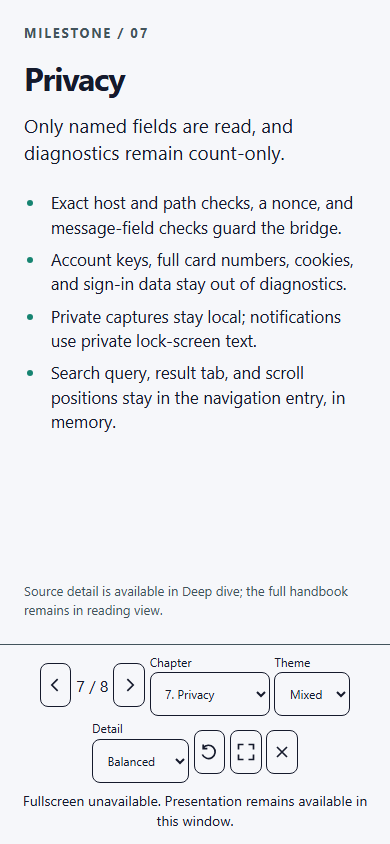 MILESTONE / 07
Privacy
Only named fields are read, and
diagnostics remain count-only.
• Exact host and path checks, a nonce, and
message-field checks guard the bridge.
• Account keys, full card numbers, cookies,
and sign-in data stay out of diagnostics.
• Private captures stay local; notifications
use private lock-screen text.
• Search query, result tab, and scroll
positions stay in the navigation entry, in
memory.
Source detail is available in Deep dive; the full handbook
remains in reading view.
Chapter
Theme
7 / 8
7. Privacy
Mixed
Detail
Balanced
Fullscreen unavailable. Presentation remains available in
this window.